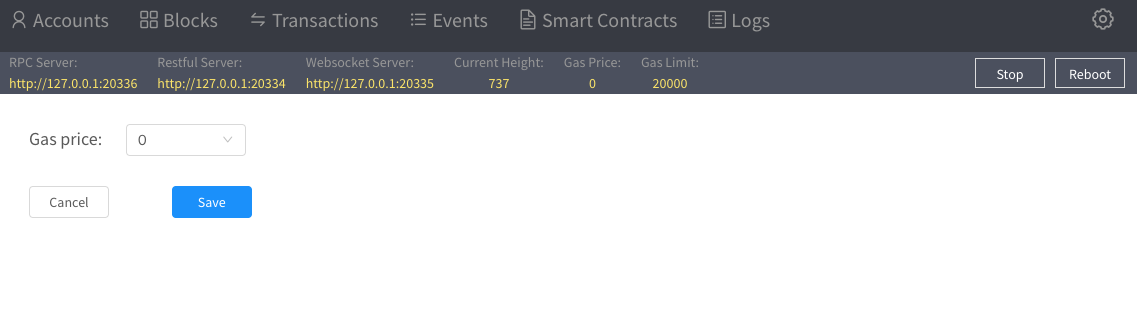 Accounts Blocks Transactions Events Smart Contracts Logs
RPC Server: Restful Server: Websocket Server: Current Height: Gas Price: Gas Limit:
http://127.0.0.1:20336 http://127.0.0.1:20334 http://127.0.0.1:20335 737 0 20000
Stop Reboot
Gas price: 0
Cancel Save